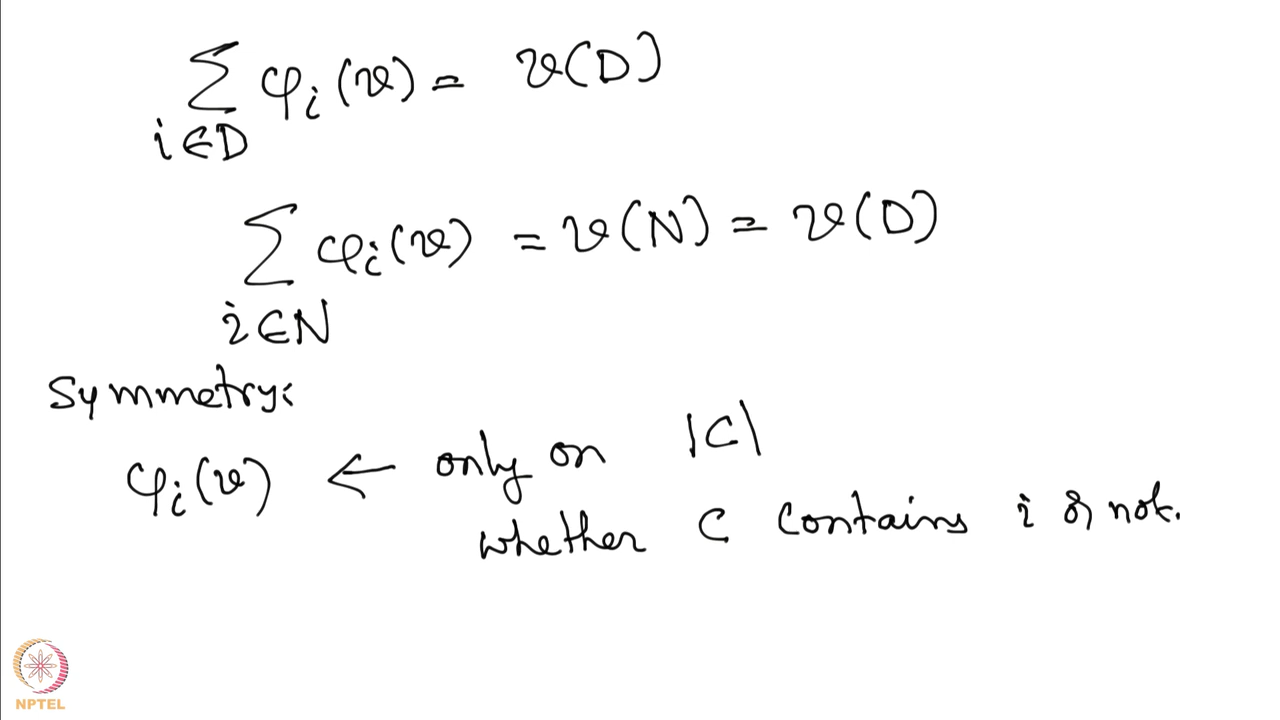 ∑ φᵢ(v) = v(D)
i∈D
∑ φᵢ(v) = v(N) = v(D)
i∈N
Symmetry:
φᵢ(v) ← only on |C|
whether C contains i or not.
NPTEL